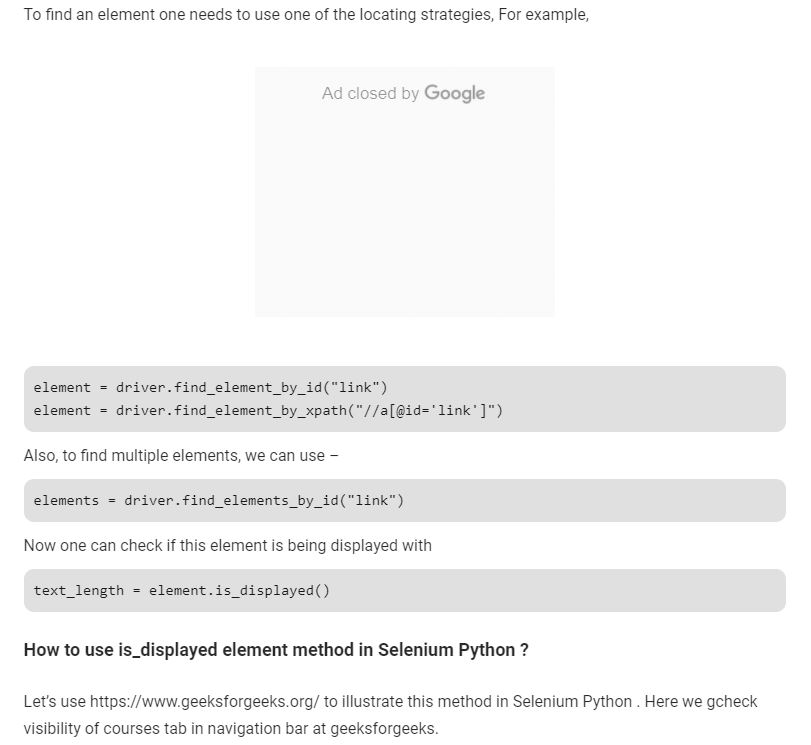 To find an element one needs to use one of the locating strategies, For example,
Ad closed by Google
element = driver.find_element_by_id("link")
element = driver.find_element_by_xpath("//a[@id='link']")
Also, to find multiple elements, we can use –
elements = driver.find_elements_by_id("link")
Now one can check if this element is being displayed with
text_length = element.is_displayed()
How to use is_displayed element method in Selenium Python ?
Let’s use https://www.geeksforgeeks.org/ to illustrate this method in Selenium Python . Here we gcheck
visibility of courses tab in navigation bar at geeksforgeeks.